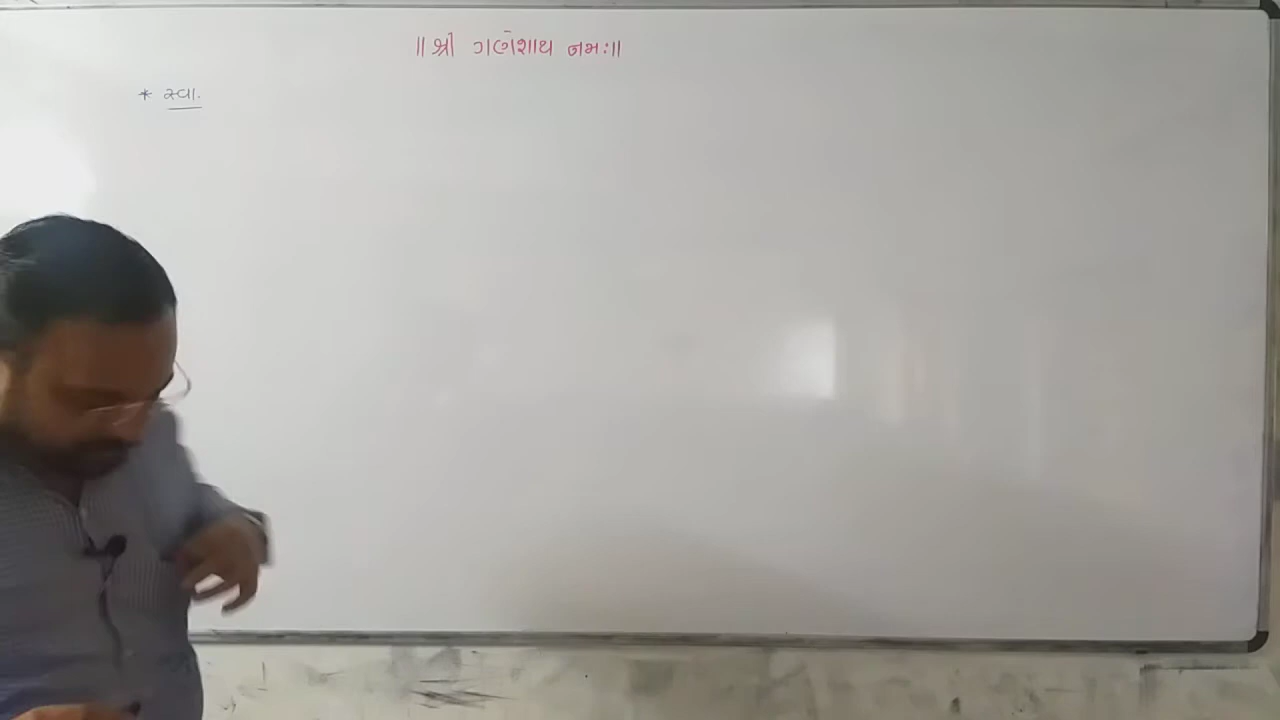 ॥ શ્રી ગણેશાય નમઃ ॥
* સ્વા.